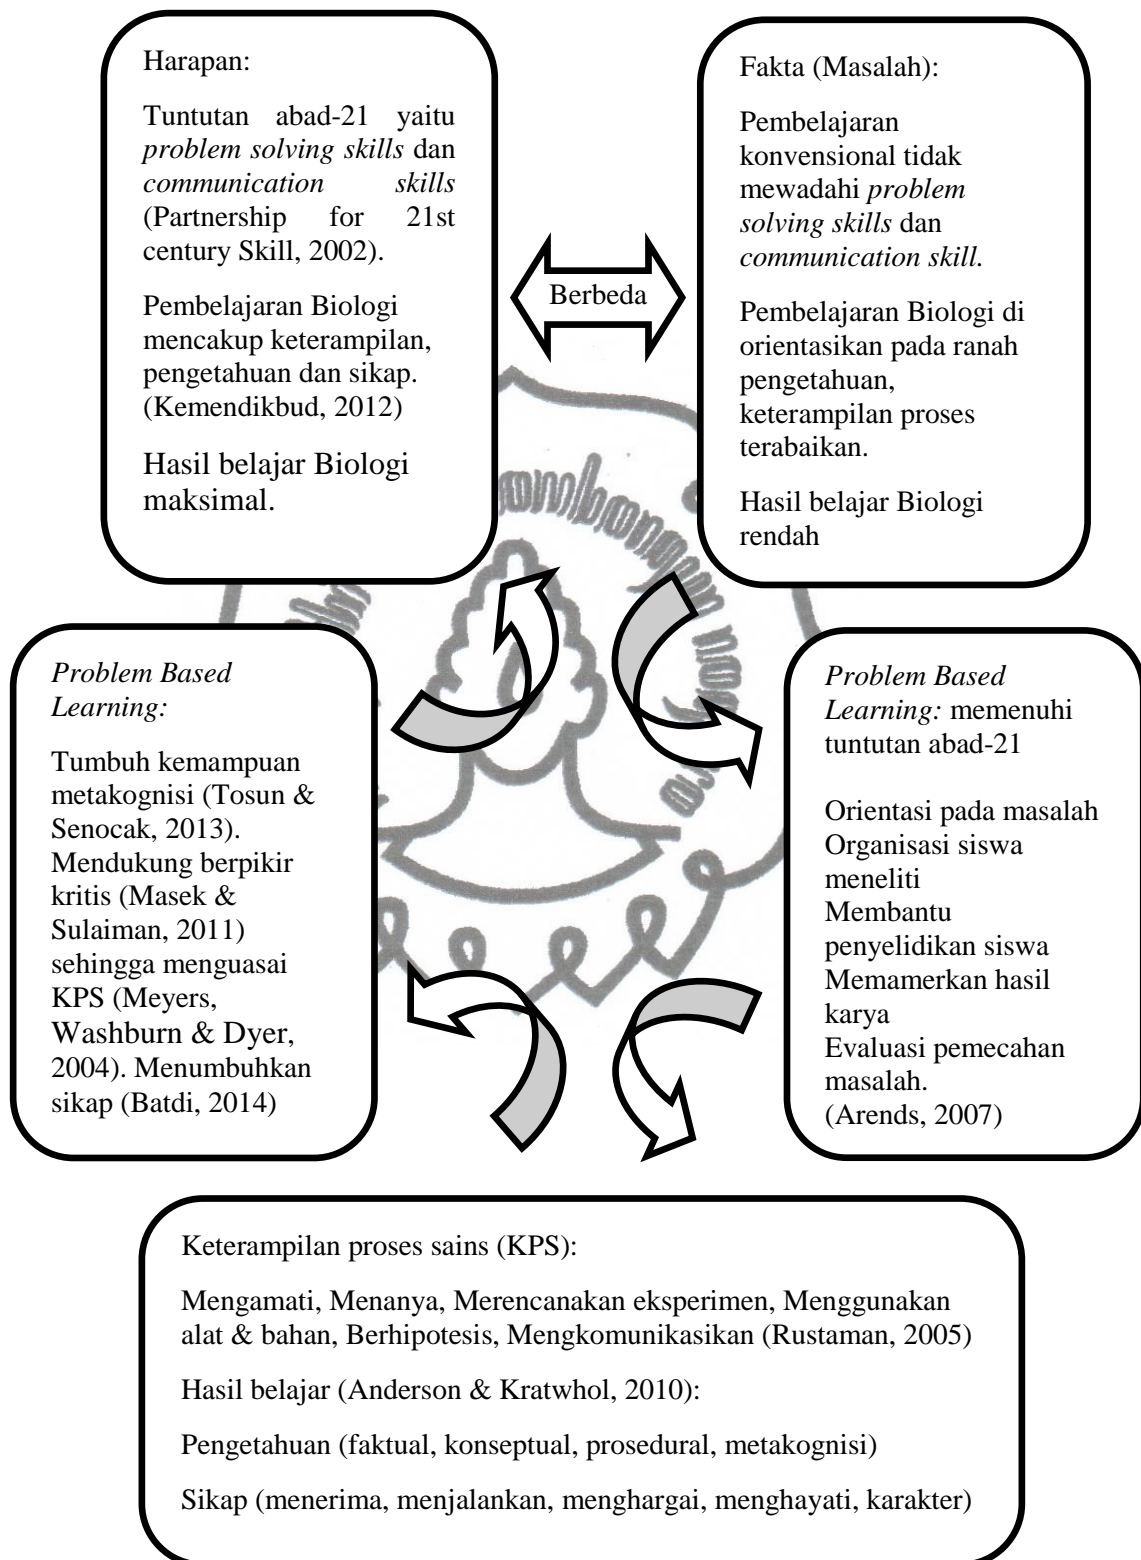 Harapan:
Tuntutan abad-21 yaitu
problem solving skills dan
communication skills
(Partnership for 21st
century Skill, 2002).
Pembelajaran Biologi
mencakup keterampilan,
pengetahuan dan sikap.
(Kemendikbud, 2012)
Hasil belajar Biologi
maksimal.
Berbeda
Fakta (Masalah):
Pembelajaran
konvensional tidak
mewadahi problem
solving skills dan
communication skill.
Pembelajaran Biologi di
orientasikan pada ranah
pengetahuan,
keterampilan proses
terabaikan.
Hasil belajar Biologi
rendah
Problem Based
Learning:
Tumbuh kemampuan
metakognisi (Tosun &
Senocak, 2013).
Mendukung berpikir
kritis (Masek &
Sulaiman, 2011)
sehingga menguasai
KPS (Meyers,
Washburn & Dyer,
2004). Menumbuhkan
sikap (Batdi, 2014)
Problem Based
Learning: memenuhi
tuntutan abad-21
Orientasi pada masalah
Organisasi siswa
meneliti
Membantu
penyelidikan siswa
Memamerkan hasil
karya
Evaluasi pemecahan
masalah.
(Arends, 2007)
Keterampilan proses sains (KPS):
Mengamati, Menanya, Merencanakan eksperimen, Menggunakan
alat & bahan, Berhipotesis, Mengkomunikasikan (Rustaman, 2005)
Hasil belajar (Anderson & Kratwhol, 2010):
Pengetahuan (faktual, konseptual, prosedural, metakognisi)
Sikap (menerima, menjalankan, menghargai, menghayati, karakter)